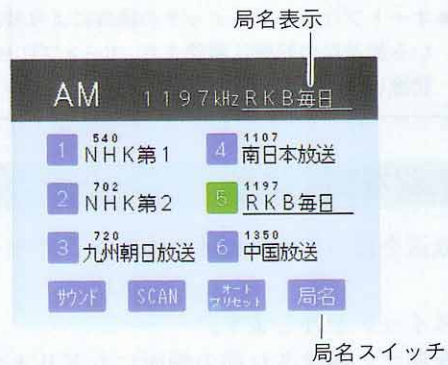 局名表示
AM 1197kHz RKB毎日
1 540 NHK第1 4 1107 南日本放送
2 702 NHK第2 5 1197 RKB毎日
3 720 九州朝日放送 6 1350 中国放送
サウンド SCAN オートプリセット 局名
局名スイッチ